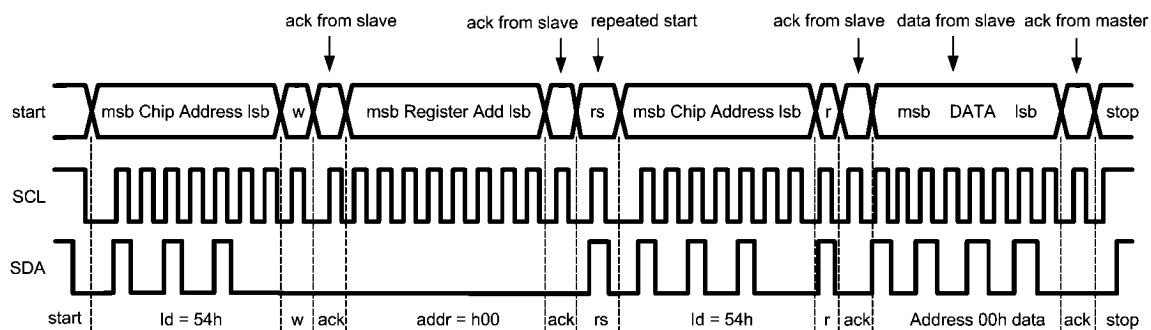 ack from slave ack from slave repeated start ack from slave data from slave ack from master
start msb Chip Address lsb w msb Register Add lsb rs msb Chip Address lsb r msb DATA lsb stop
SCL
SDA
start Id = 54h w ack addr = h00 ack rs Id = 54h r ack Address 00h data ack stop